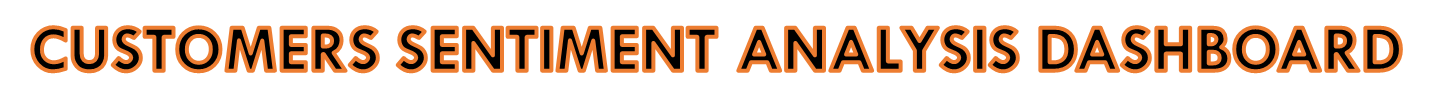 CUSTOMERS SENTIMENT ANALYSIS DASHBOARD